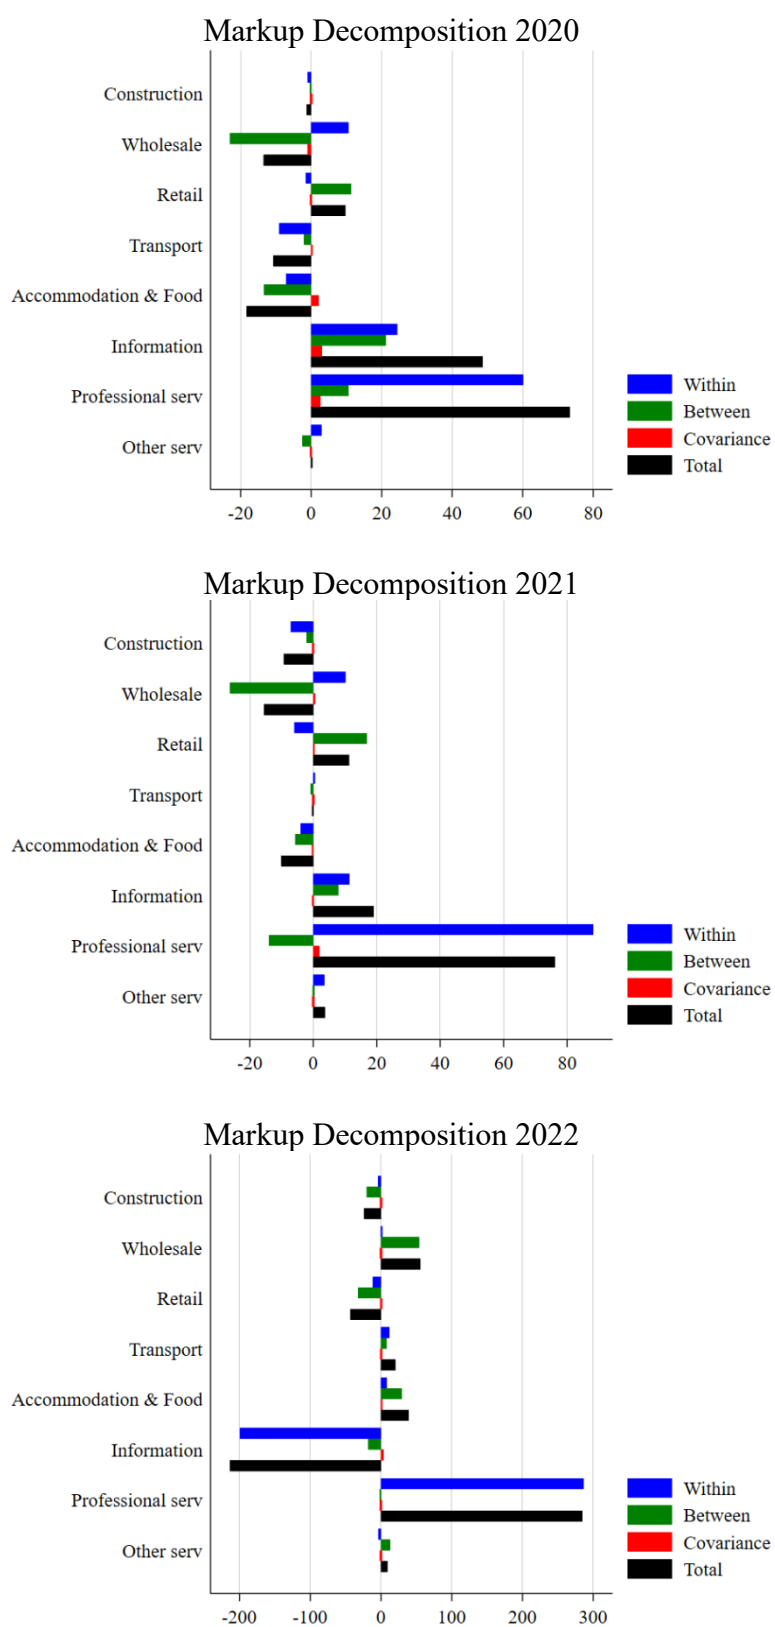 Markup Decomposition 2020
Construction
Wholesale
Retail
Transport
Accommodation & Food
Information
Professional serv
Other serv
Within
Between
Covariance
Total
-20 0 20 40 60 80
Markup Decomposition 2021
Construction
Wholesale
Retail
Transport
Accommodation & Food
Information
Professional serv
Other serv
Within
Between
Covariance
Total
-20 0 20 40 60 80
Markup Decomposition 2022
Construction
Wholesale
Retail
Transport
Accommodation & Food
Information
Professional serv
Other serv
Within
Between
Covariance
Total
-200 -100 0 100 200 300